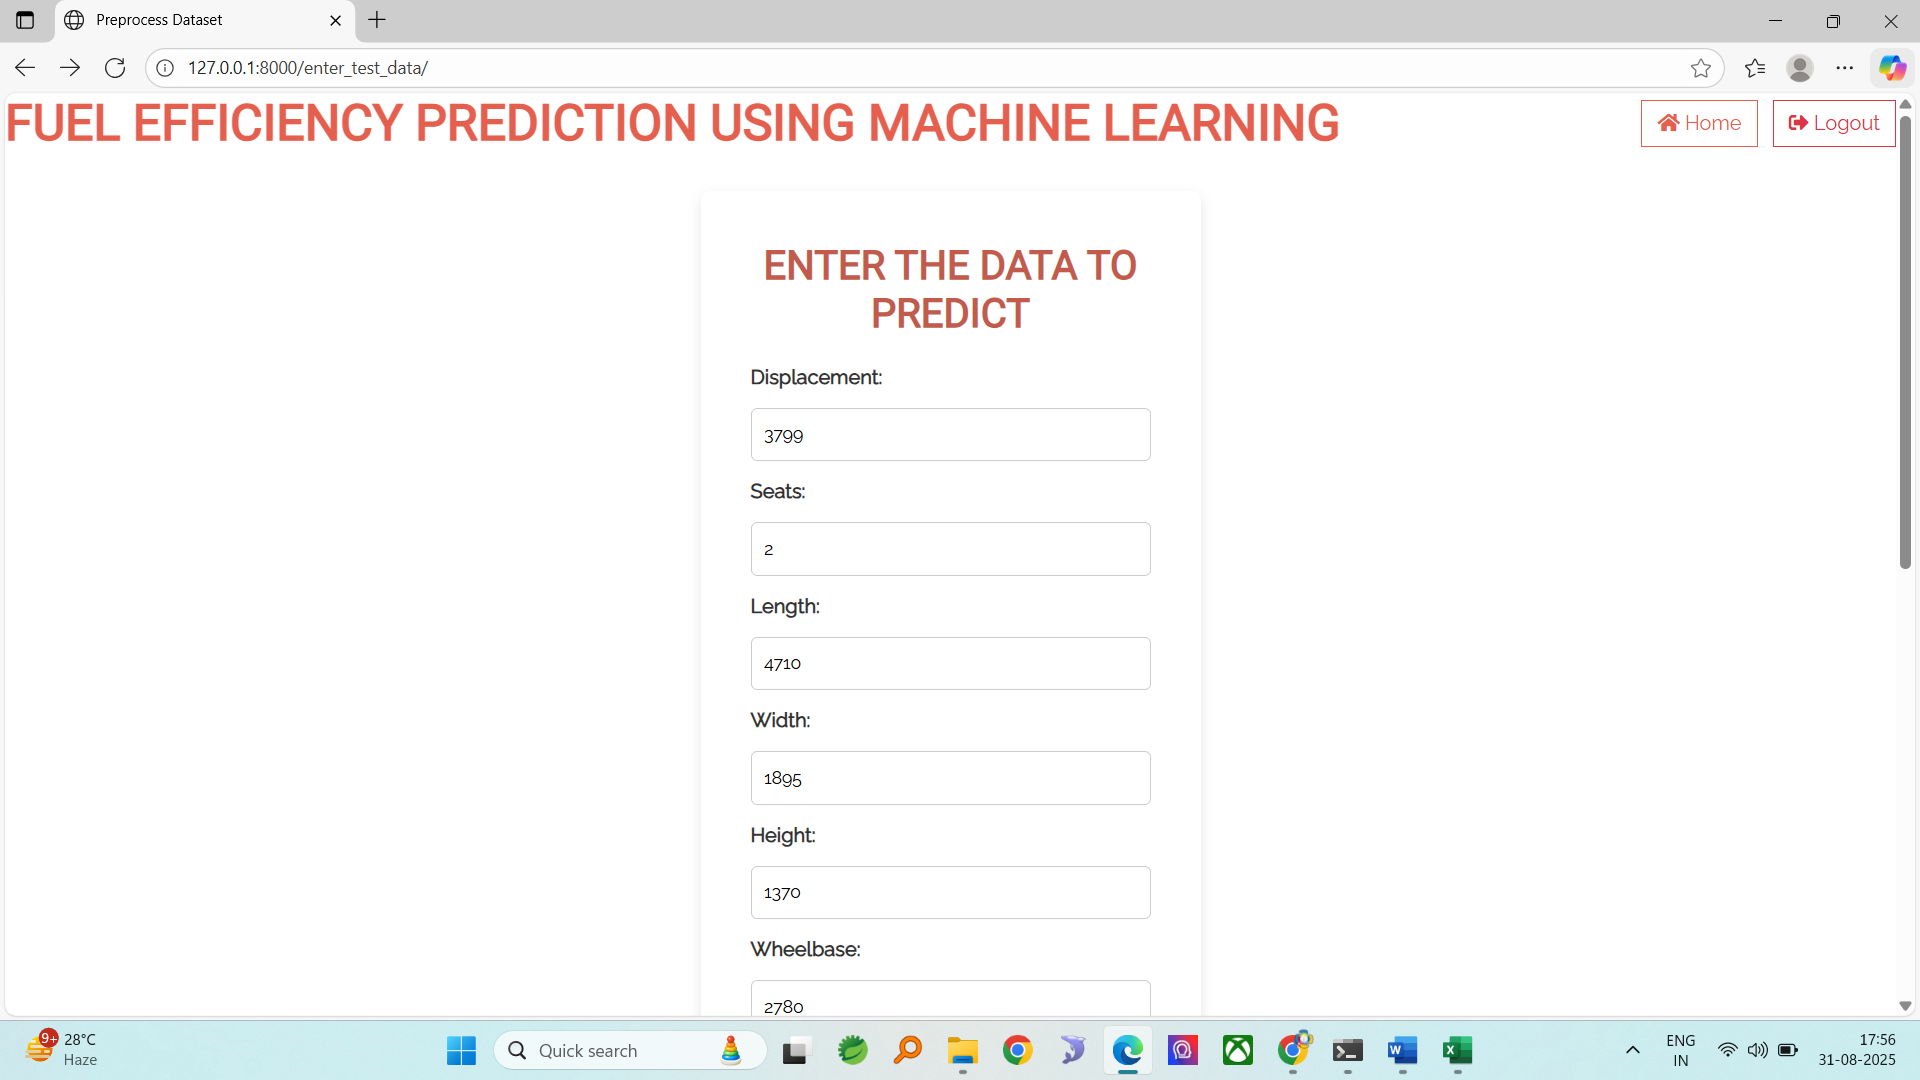 Preprocess Dataset
127.0.0.1:8000/enter_test_data/
FUEL EFFICIENCY PREDICTION USING MACHINE LEARNING
Home
Logout
ENTER THE DATA TO
PREDICT
Displacement:
3799
Seats:
2
Length:
4710
Width:
1895
Height:
1370
Wheelbase:
2780
9+
28°C
Haze
Quick search
ENG
IN
17:56
31-08-2025